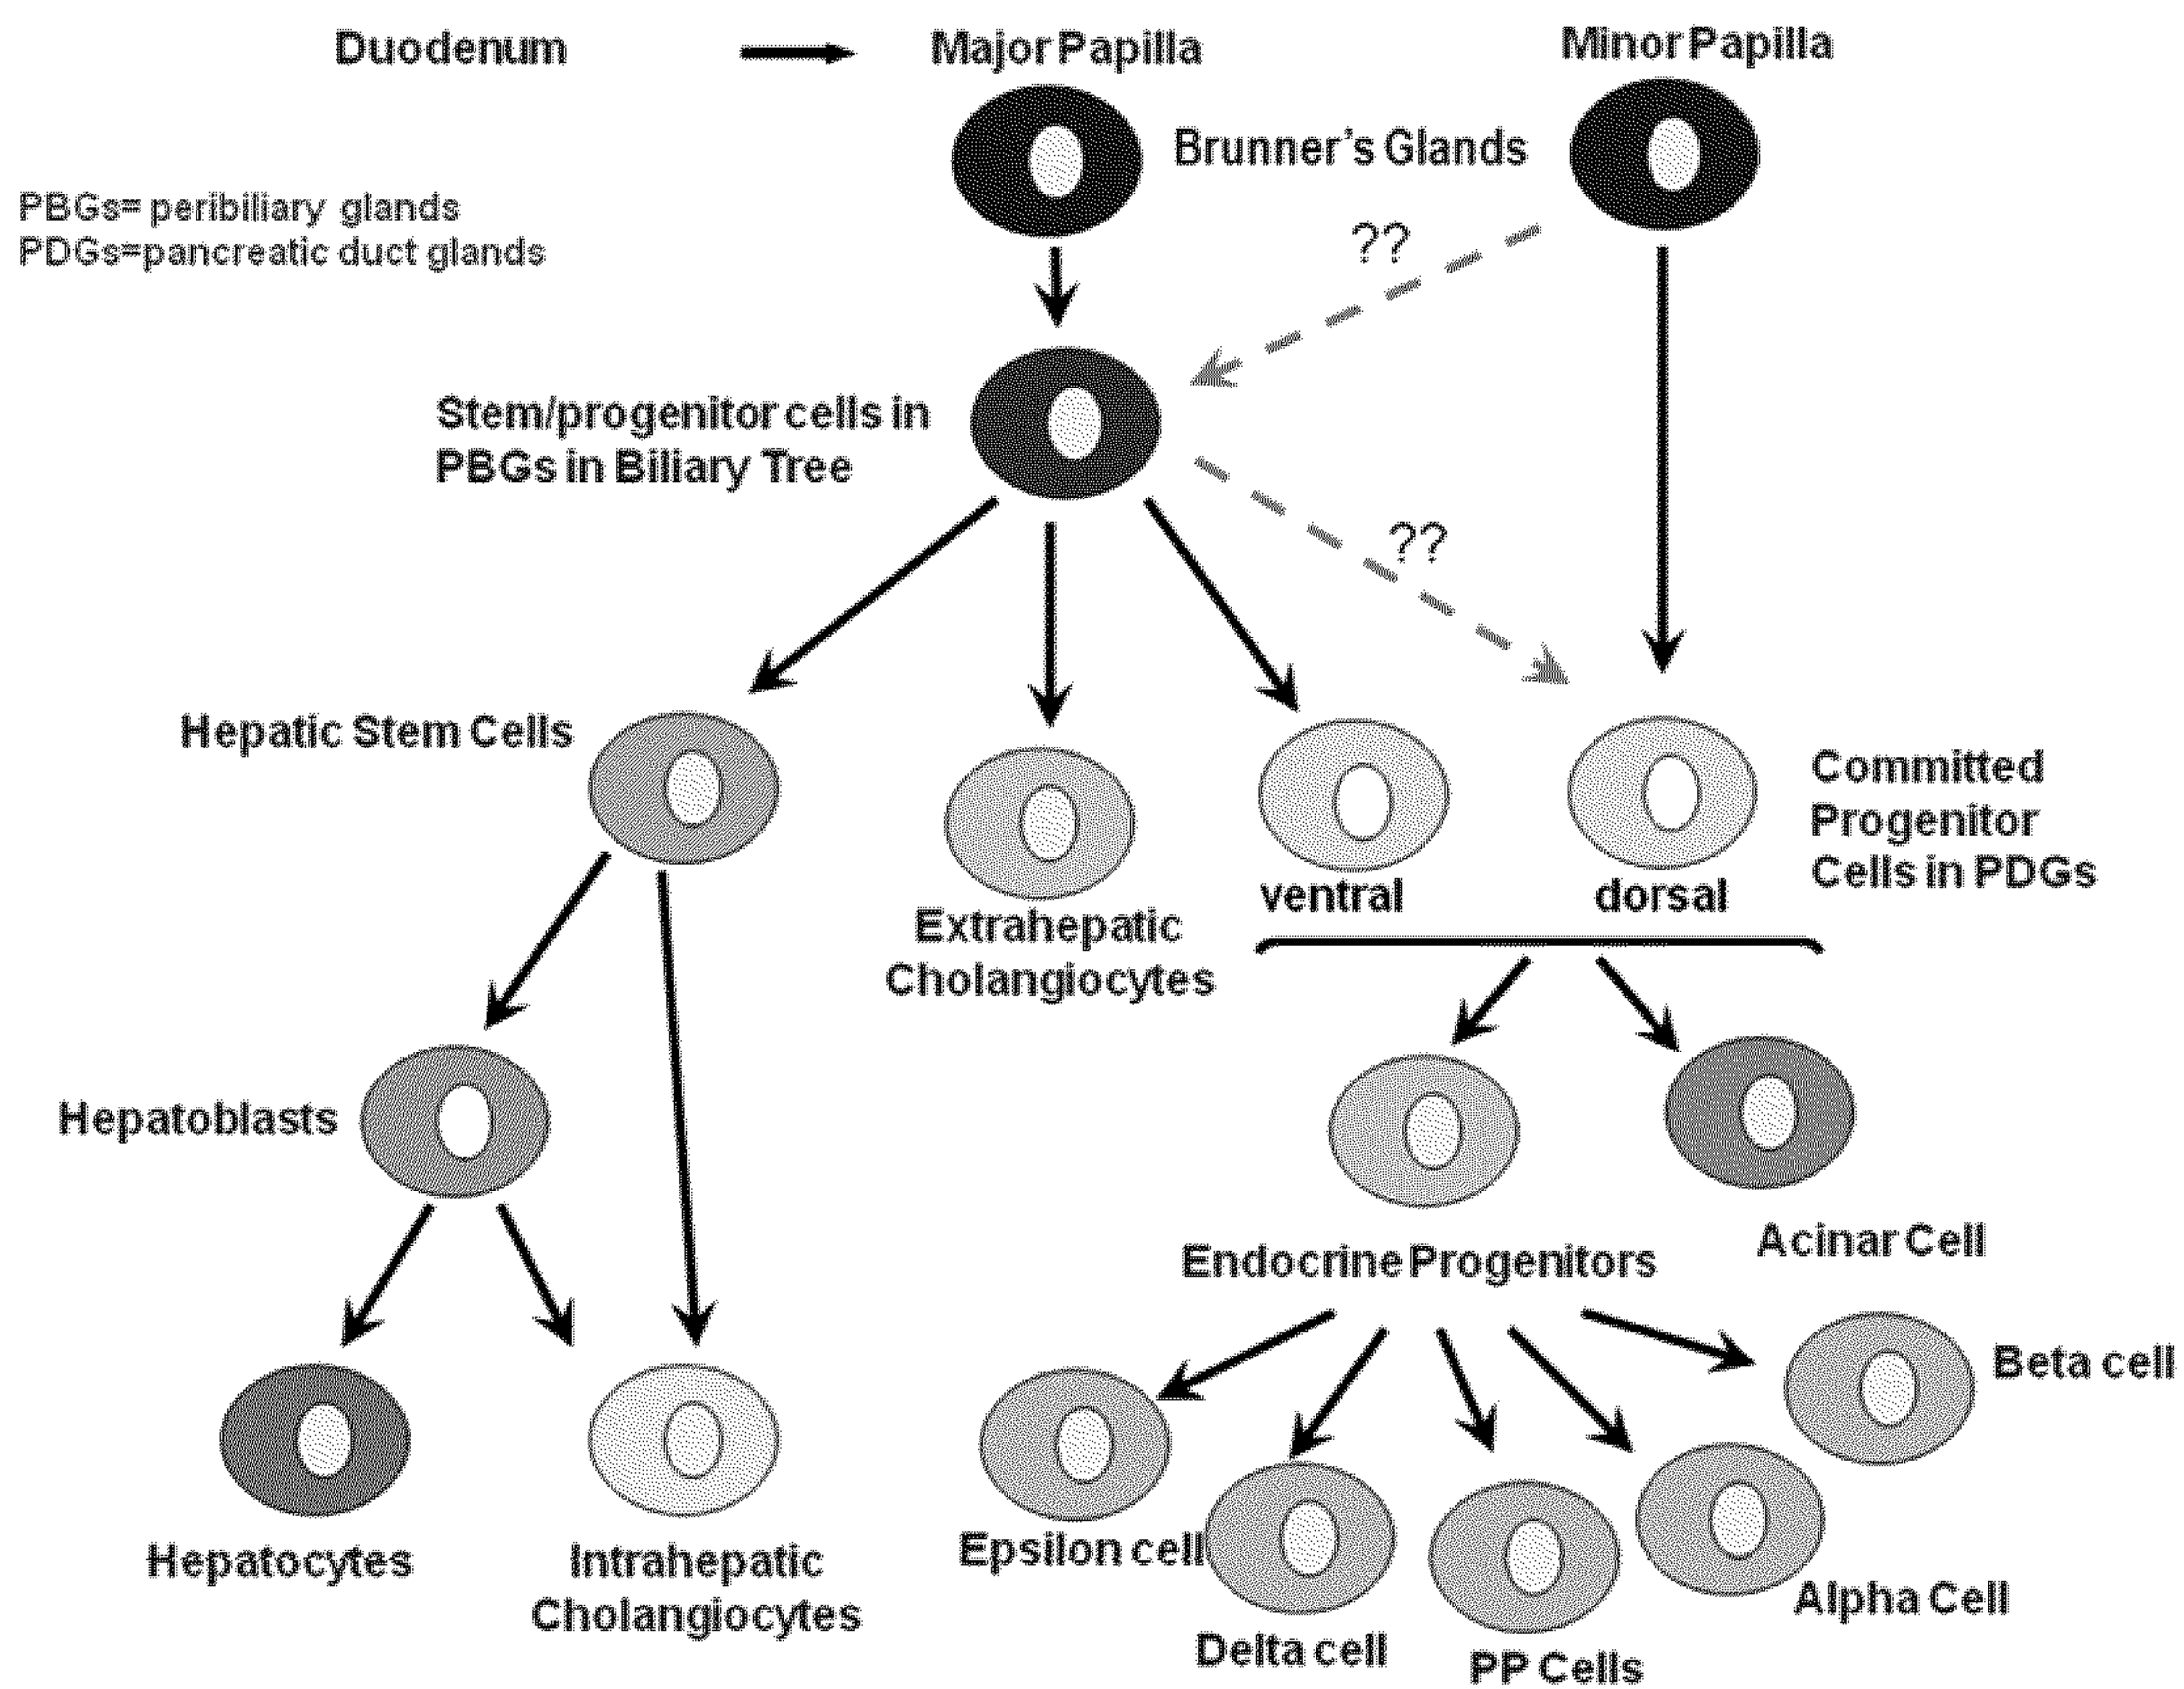 Duodenum
Major Papilla
Minor Papilla
Brunner's Glands
PBGs= peribiliary glands
PDGs=pancreatic duct glands
??
Stem/progenitor cells in
PBGs in Biliary Tree
??
Hepatic Stem Cells
Committed
Progenitor
Cells in PDGs
ventral
dorsal
Extrahepatic
Cholangiocytes
Hepatoblasts
Acinar Cell
Endocrine Progenitors
Beta cell
Epsilon cell
Hepatocytes
Intrahepatic
Cholangiocytes
Alpha Cell
Delta cell
PP Cells